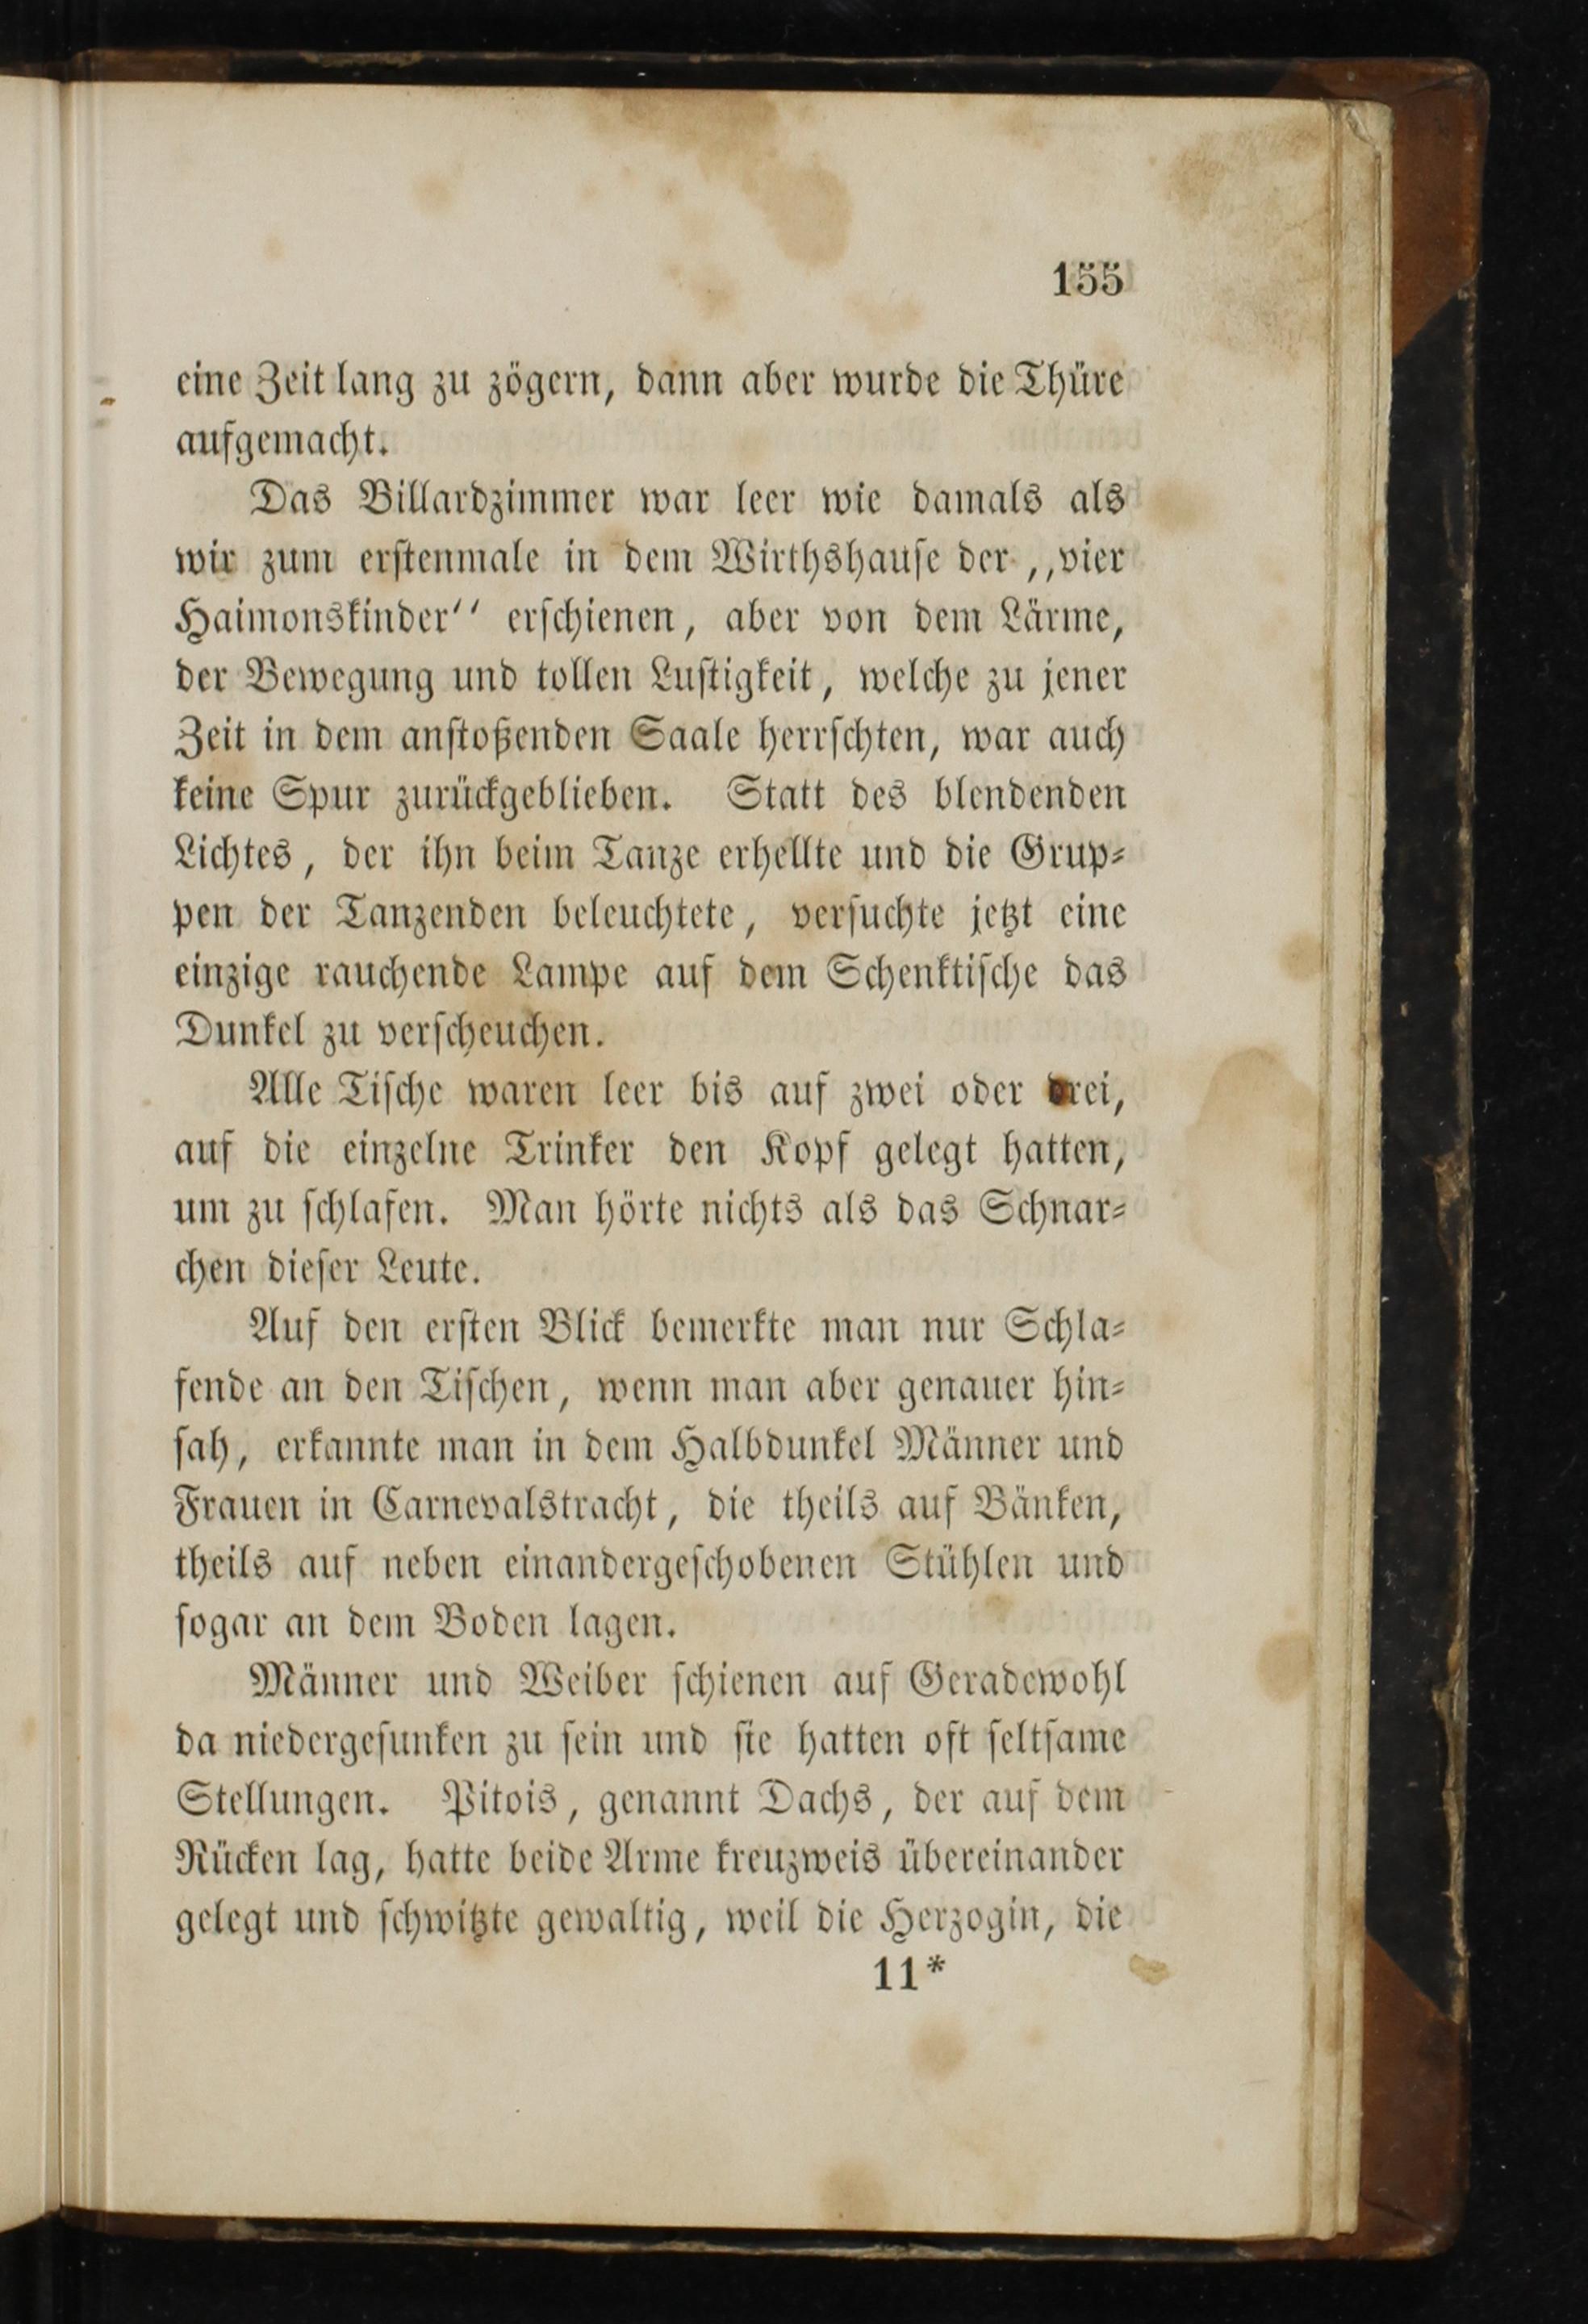 155
eine Zeit lang zu zögern, dann aber wurde die Thüre
aufgemacht.
Das Billardzimmer war leer wie damals als
wir zum erſtenmale in dem Wirthshauſe der ,,vier
Haimonskinder‘‘ erſchienen, aber von dem Lärme,
der Bewegung und tollen Luſtigkeit, welche zu jener
Zeit in dem anſtoßenden Saale herrſchten, war auch
keine Spur zurückgeblieben. Statt des blendenden
Lichtes, der ihn beim Tanze erhellte und die Grup⸗
pen der Tanzenden beleuchtete, verſuchte jetzt eine
einzige rauchende Lampe auf dem Schenktiſche das
Dunkel zu verſcheuchen.
Alle Tiſche waren leer bis auf zwei oder drei,
auf die einzelne Trinker den Kopf gelegt hatten,
um zu ſchlafen. Man hörte nichts als das Schnar⸗
chen dieſer Leute.
Auf den erſten Blick bemerkte man nur Schla⸗
fende an den Tiſchen, wenn man aber genauer hin⸗
ſah, erkannte man in dem Halbdunkel Männer und
Frauen in Carnevalstracht, die theils auf Bänken,
theils auf neben einandergeſchobenen Stühlen und
ſogar an dem Boden lagen.
Männer und Weiber ſchienen auf Geradewohl
da niedergeſunken zu ſein und ſie hatten oft ſeltſame
Stellungen. Pitois, genannt Dachs, der auf dem
Rücken lag, hatte beide Arme kreuzweis übereinander
gelegt und ſchwitzte gewaltig, weil die Herzogin, die
11*